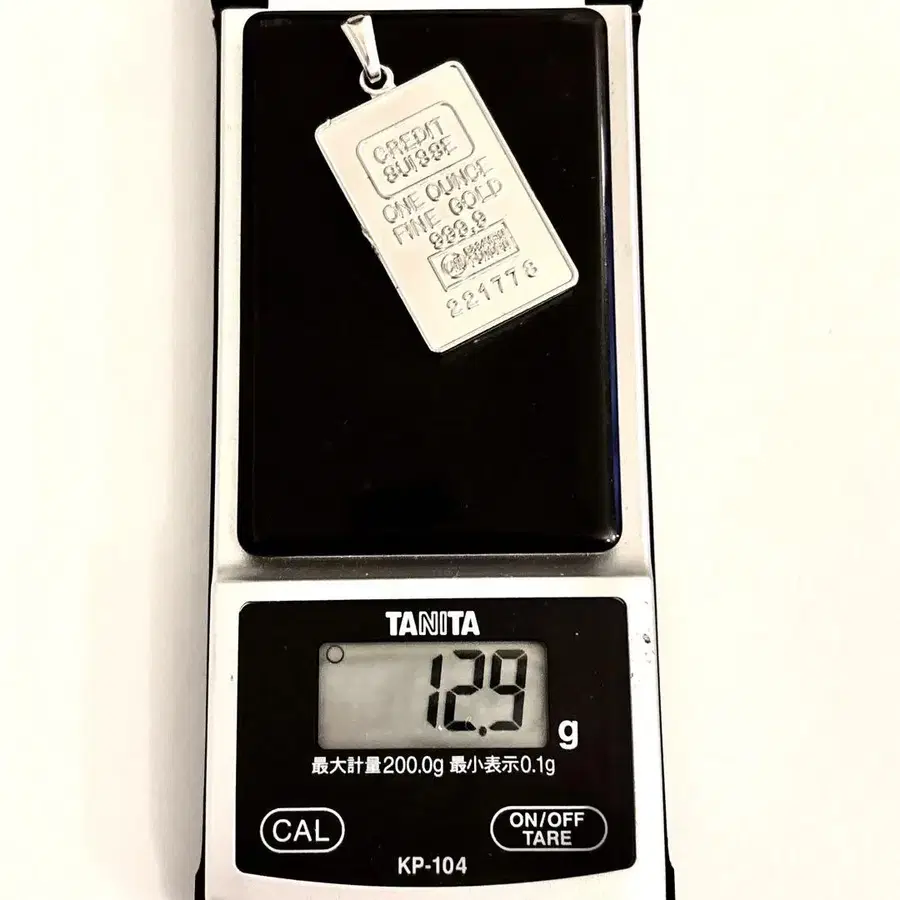 CREDIT
SUISSE
ONE OUNCE
FINE GOLD
999,9
221776
TANITA
12.9
g
最大計量200.0g 最小表示0.1g
CAL
ON/OFF
TARE
KP-104